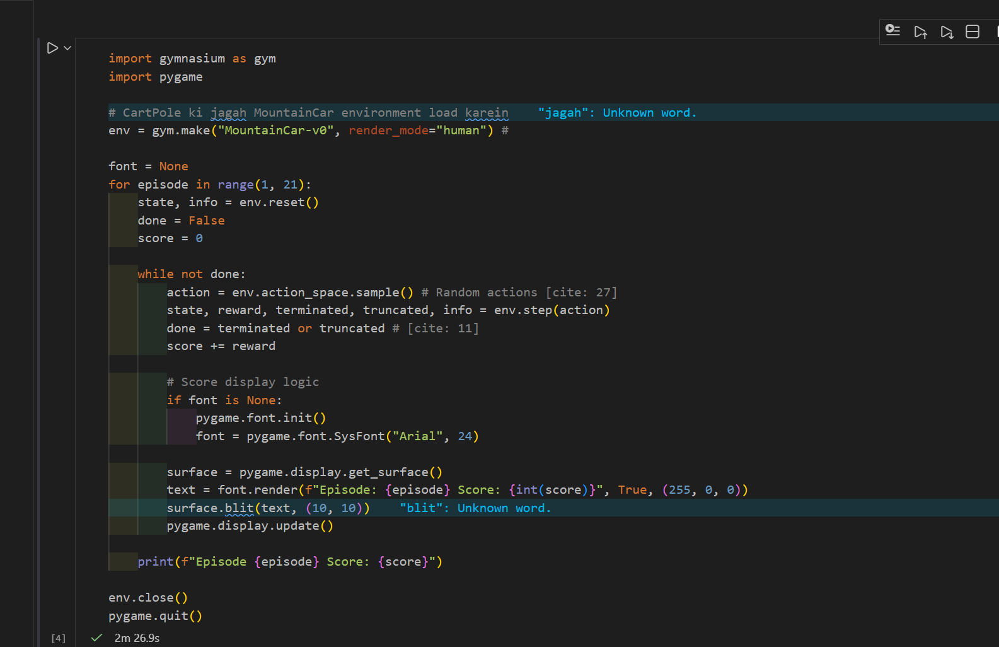 import gymnasium as gym
import pygame
# CartPole ki jagah MountainCar environment load karein "jagah": Unknown word.
env = gym.make("MountainCar-v0", render_mode="human") #
font = None
for episode in range(1, 21):
state, info = env.reset()
done = False
score = 0
while not done:
action = env.action_space.sample() # Random actions [cite: 27]
state, reward, terminated, truncated, info = env.step(action)
done = terminated or truncated # [cite: 11]
score += reward
# Score display logic
if font is None:
pygame.font.init()
font = pygame.font.SysFont("Arial", 24)
surface = pygame.display.get_surface()
text = font.render(f"Episode: {episode} Score: {int(score)}", True, (255, 0, 0))
surface.blit(text, (10, 10)) "blit": Unknown word.
pygame.display.update()
print(f"Episode {episode} Score: {score}")
env.close()
pygame.quit()
[4] 2m 26.9s